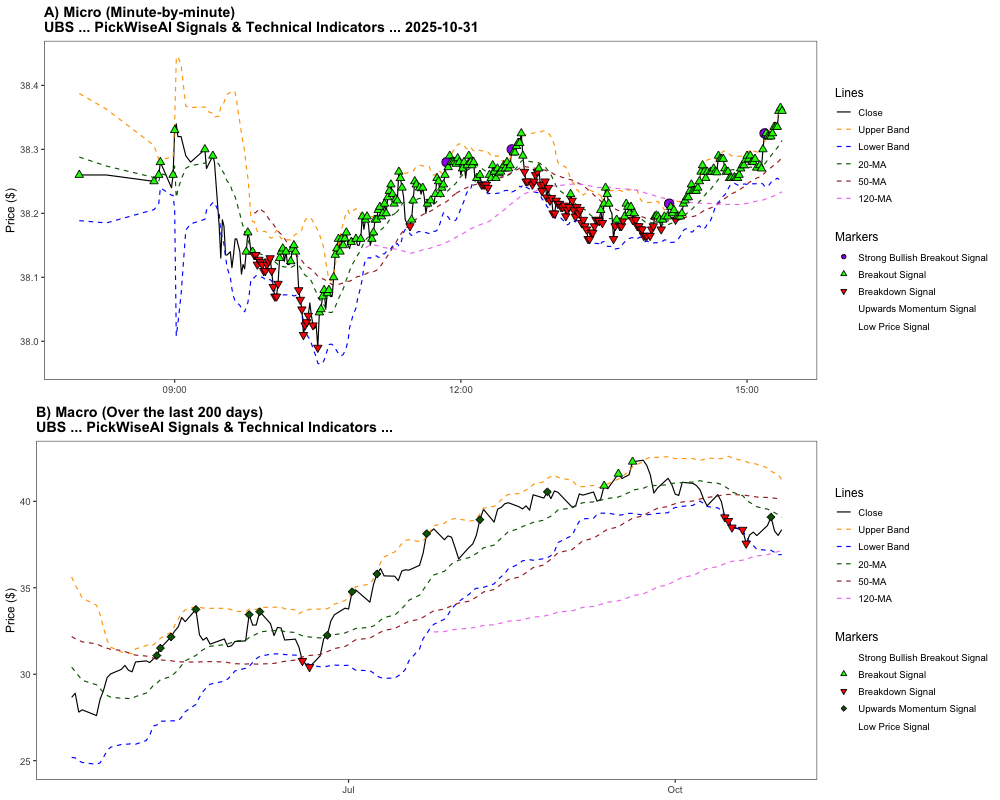 A) Micro (Minute-by-minute)
UBS ... PickWiseAI Signals & Technical Indicators ... 2025-10-31
Price ($)
38.4
38.3
38.2
38.1
38.0
09:00
12:00
15:00
Lines
Close
Upper Band
Lower Band
20-MA
50-MA
120-MA
Markers
Strong Bullish Breakout Signal
Breakout Signal
Breakdown Signal
Upwards Momentum Signal
Low Price Signal
B) Macro (Over the last 200 days)
UBS ... PickWiseAI Signals & Technical Indicators ...
Price ($)
40
35
30
25
Jul
Oct
Lines
Close
Upper Band
Lower Band
20-MA
50-MA
120-MA
Markers
Strong Bullish Breakout Signal
Breakout Signal
Breakdown Signal
Upwards Momentum Signal
Low Price Signal